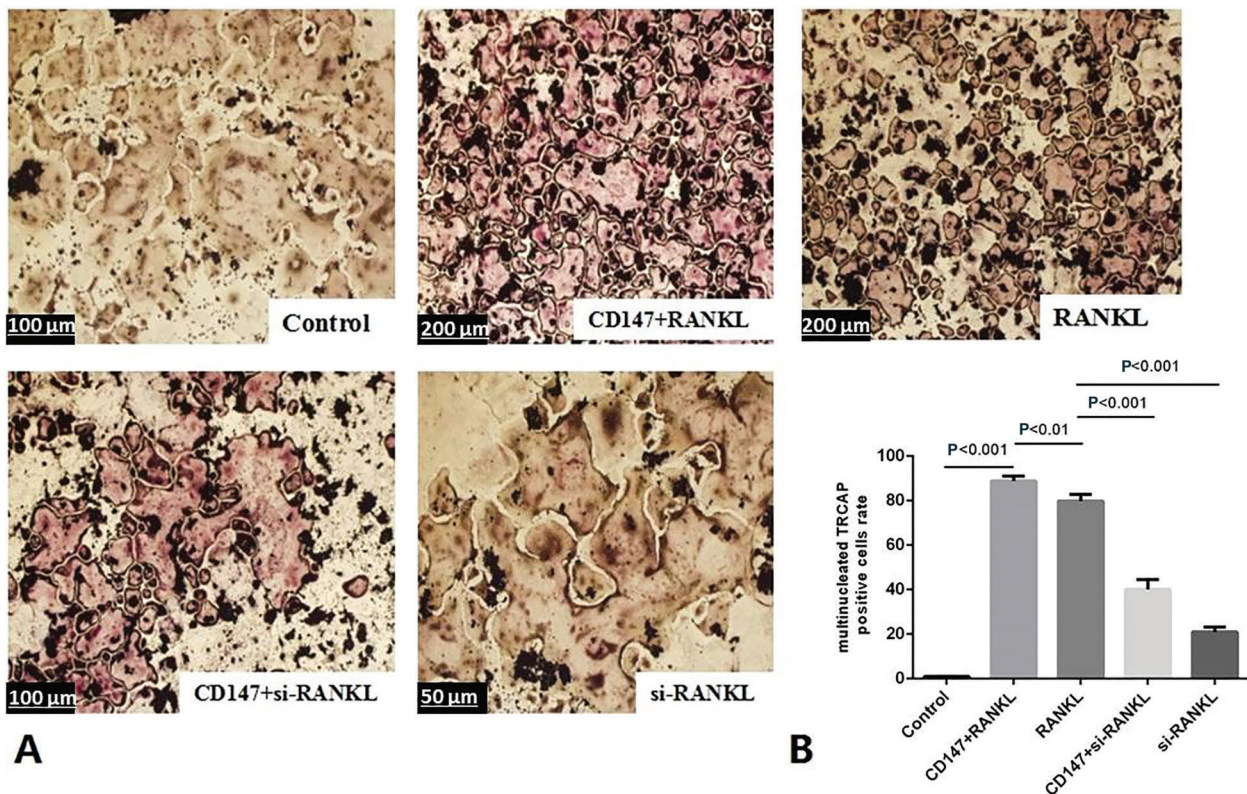 100 µm
Control
200 µm
CD147+RANKL
200 µm
RANKL
100 µm
CD147+si-RANKL
50 µm
si-RANKL
A
P<0.001
P<0.001
P<0.001
P<0.01
multinucleated TRCAP
positive cells rate
100
80
60
40
20
0
Control
CD147+RANKL
RANKL
CD147+si-RANKL
si-RANKL
B